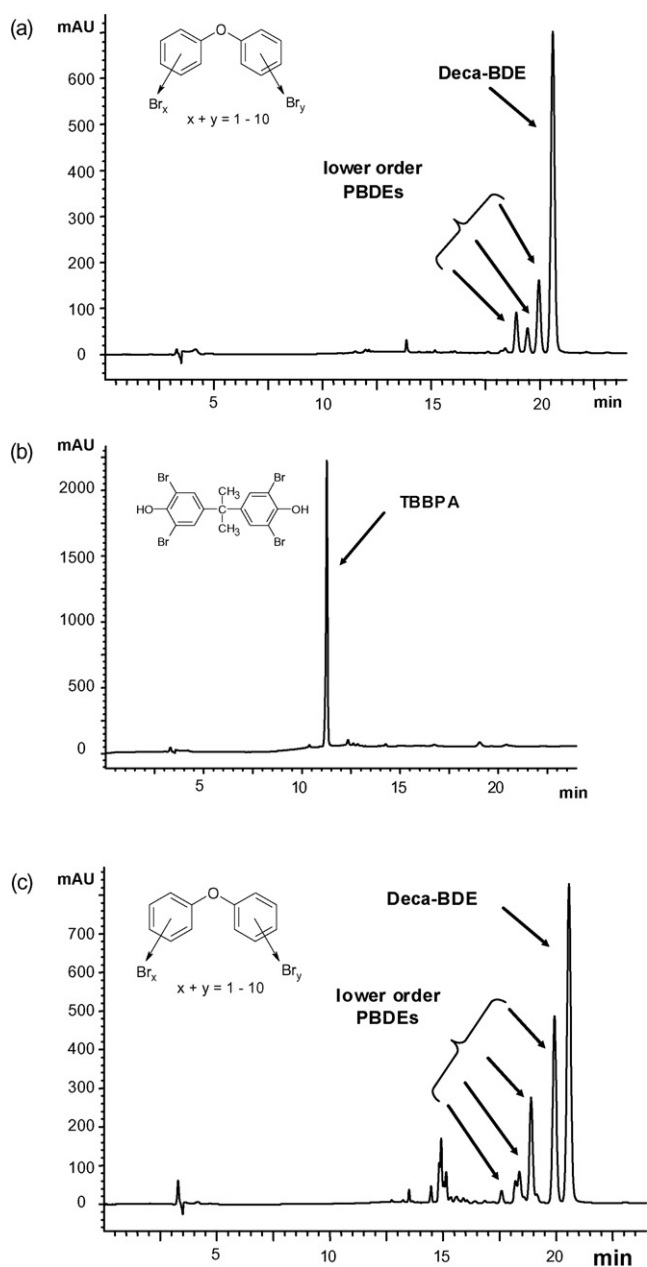 (a)
mAU
O
Br_x
Br_y
x + y = 1 - 10
Deca-BDE
lower order
PBDEs
600
500
400
300
200
100
0
5
10
15
20
min
(b)
mAU
Br
Br
CH3
HO
C
OH
CH3
Br
Br
TBBPA
2000
1500
1000
500
0
5
10
15
20
min
(c)
mAU
O
Br_x
Br_y
x + y = 1 - 10
Deca-BDE
lower order
PBDEs
700
600
500
400
300
200
100
0
5
10
15
20
min